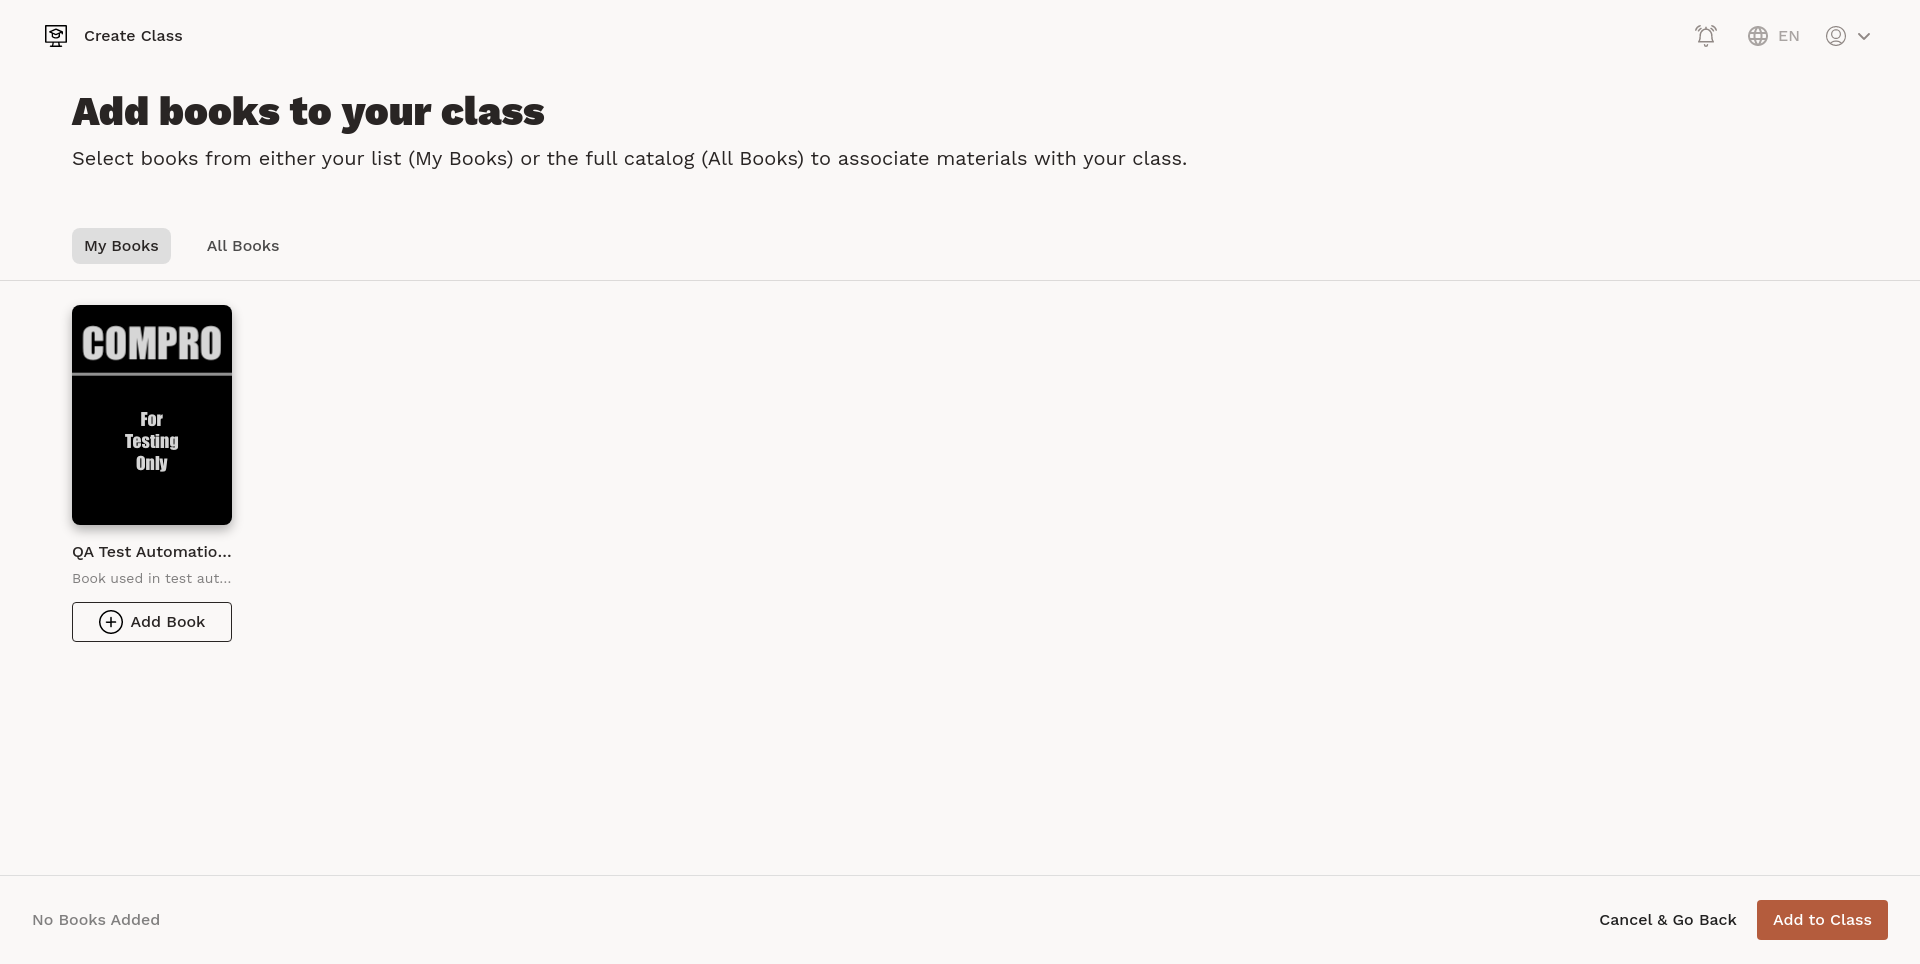 Create Class
EN
Add books to your class
Select books from either your list (My Books) or the full catalog (All Books) to associate materials with your class.
My Books
All Books
COMPRO
For
Testing
Only
QA Test Automatio...
Book used in test aut...
Add Book
No Books Added
Cancel & Go Back
Add to Class